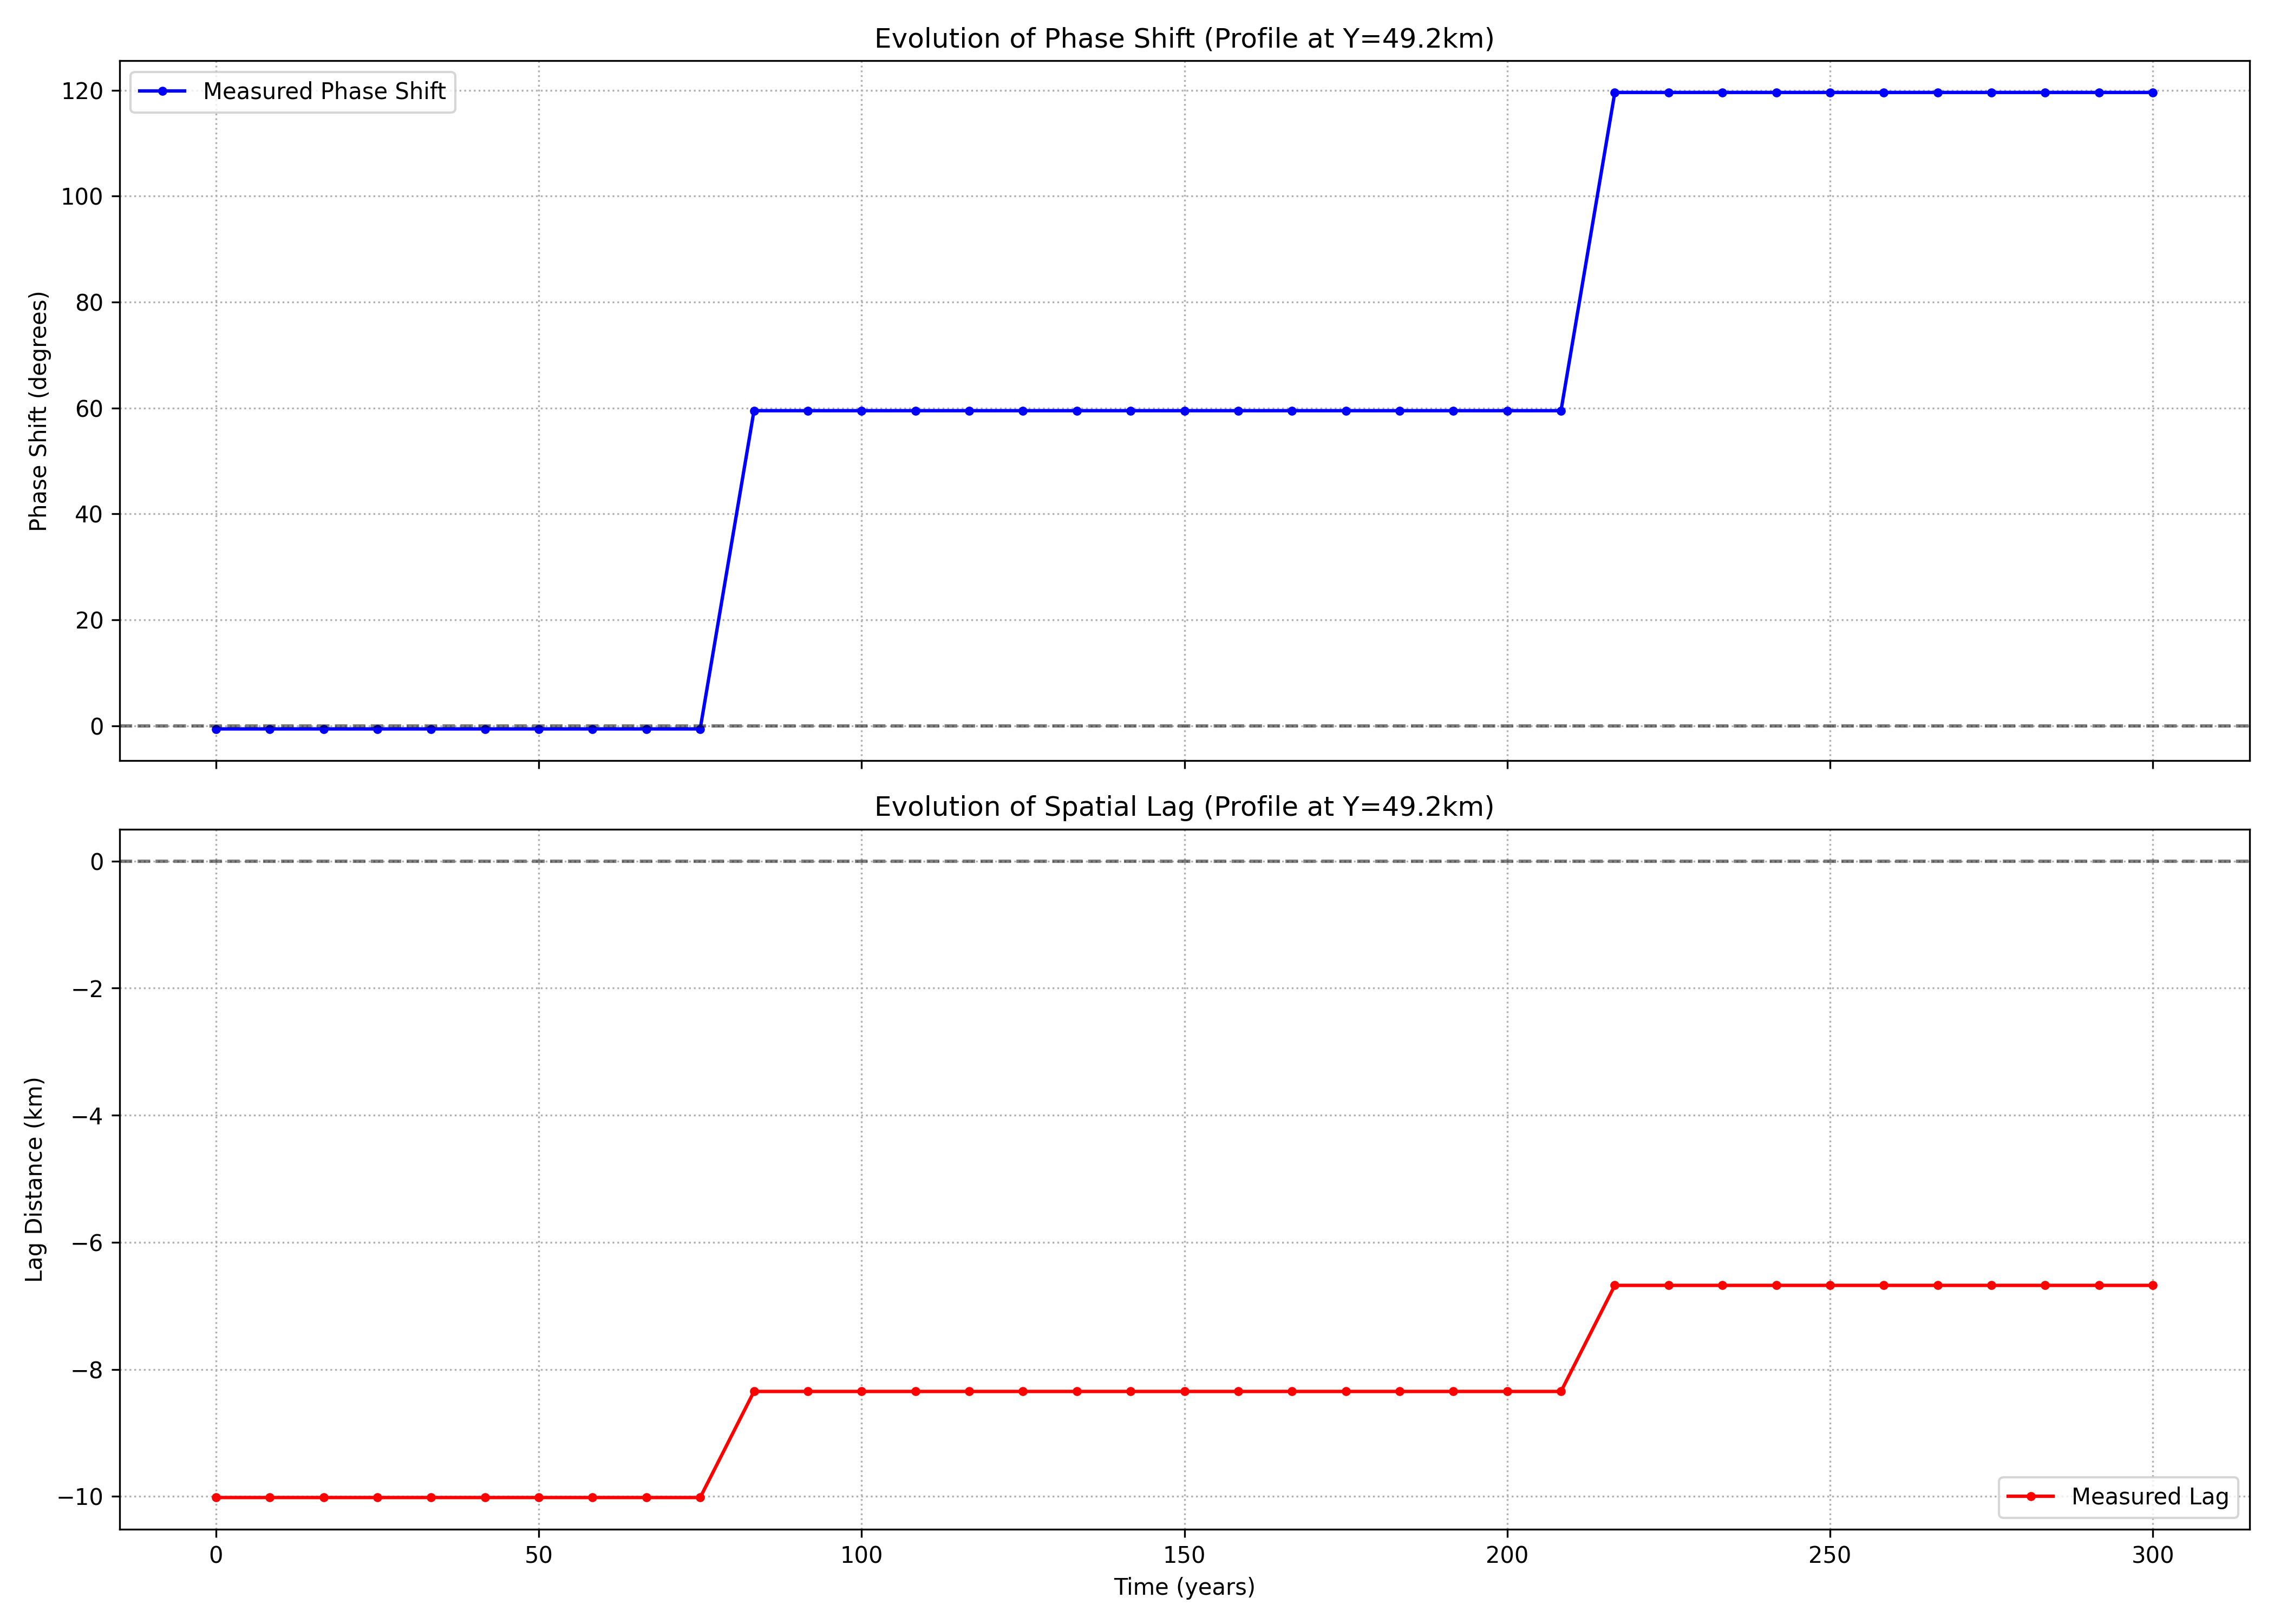 Evolution of Phase Shift (Profile at Y=49.2km)
Measured Phase Shift
120
100
80
60
40
20
0
Phase Shift (degrees)
Evolution of Spatial Lag (Profile at Y=49.2km)
0
−2
−4
−6
−8
−10
Lag Distance (km)
Measured Lag
0 50 100 150 200 250 300
Time (years)